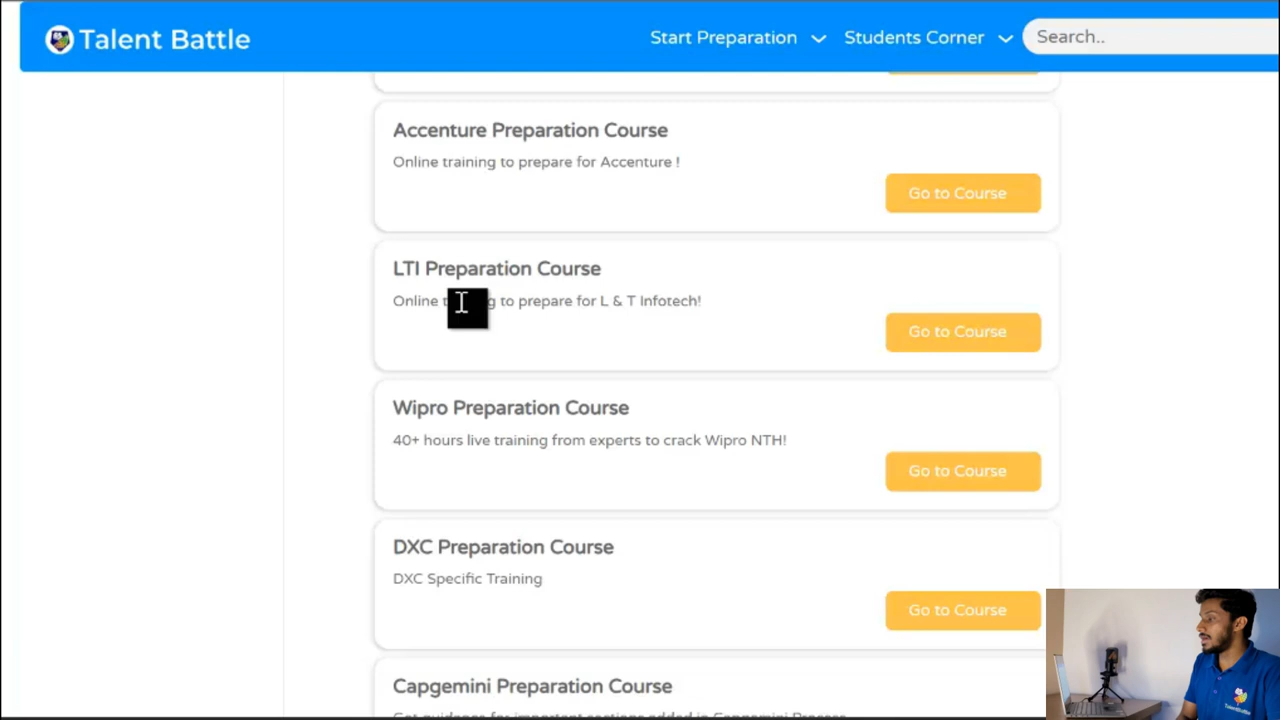 Talent Battle
Start Preparation
Students Corner
Search..
Accenture Preparation Course
Online training to prepare for Accenture !
Go to Course
LTI Preparation Course
Online to prepare for L & T Infotech!
Go to Course
Wipro Preparation Course
40+ hours live training from experts to crack Wipro NTH!
Go to Course
DXC Preparation Course
DXC Specific Training
Go to Course
Capgemini Preparation Course